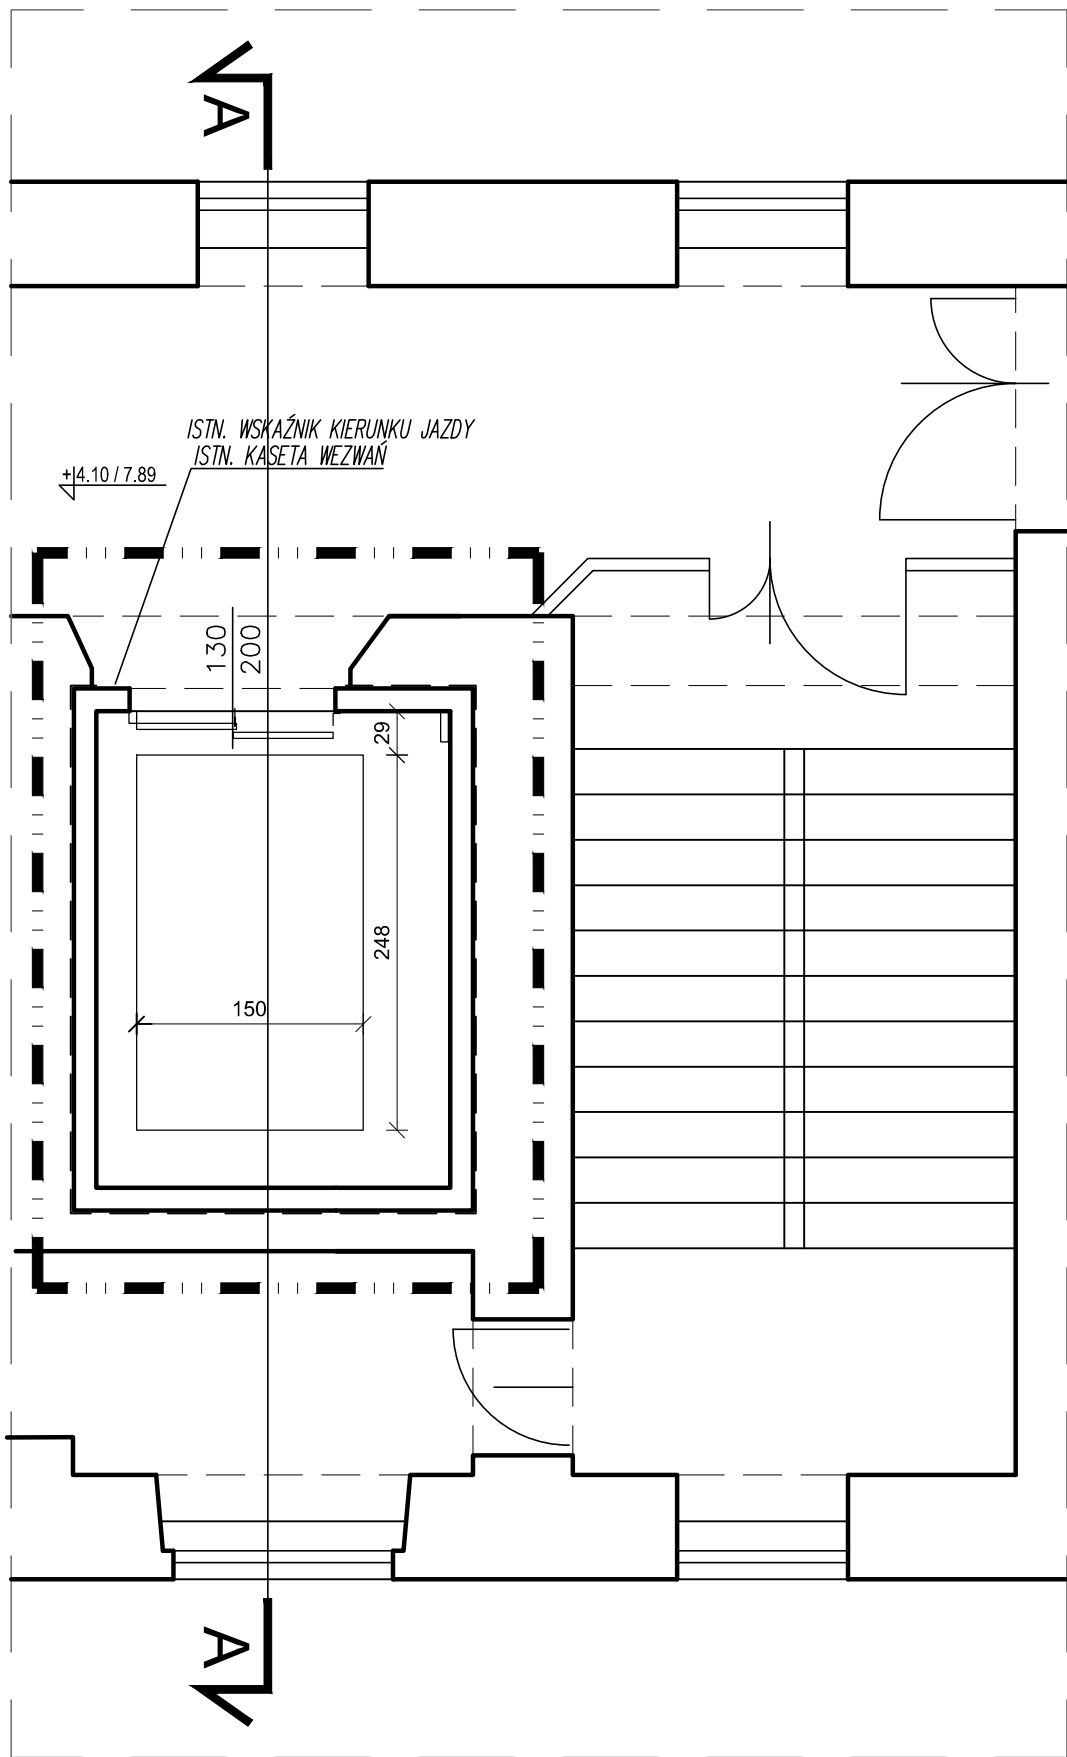 A
ISTN. WSKAŹNIK KIERUNKU JAZDY
ISTN. KASETA WEZWAŃ
+4.10 / 7.89
130
200
29
248
150
A